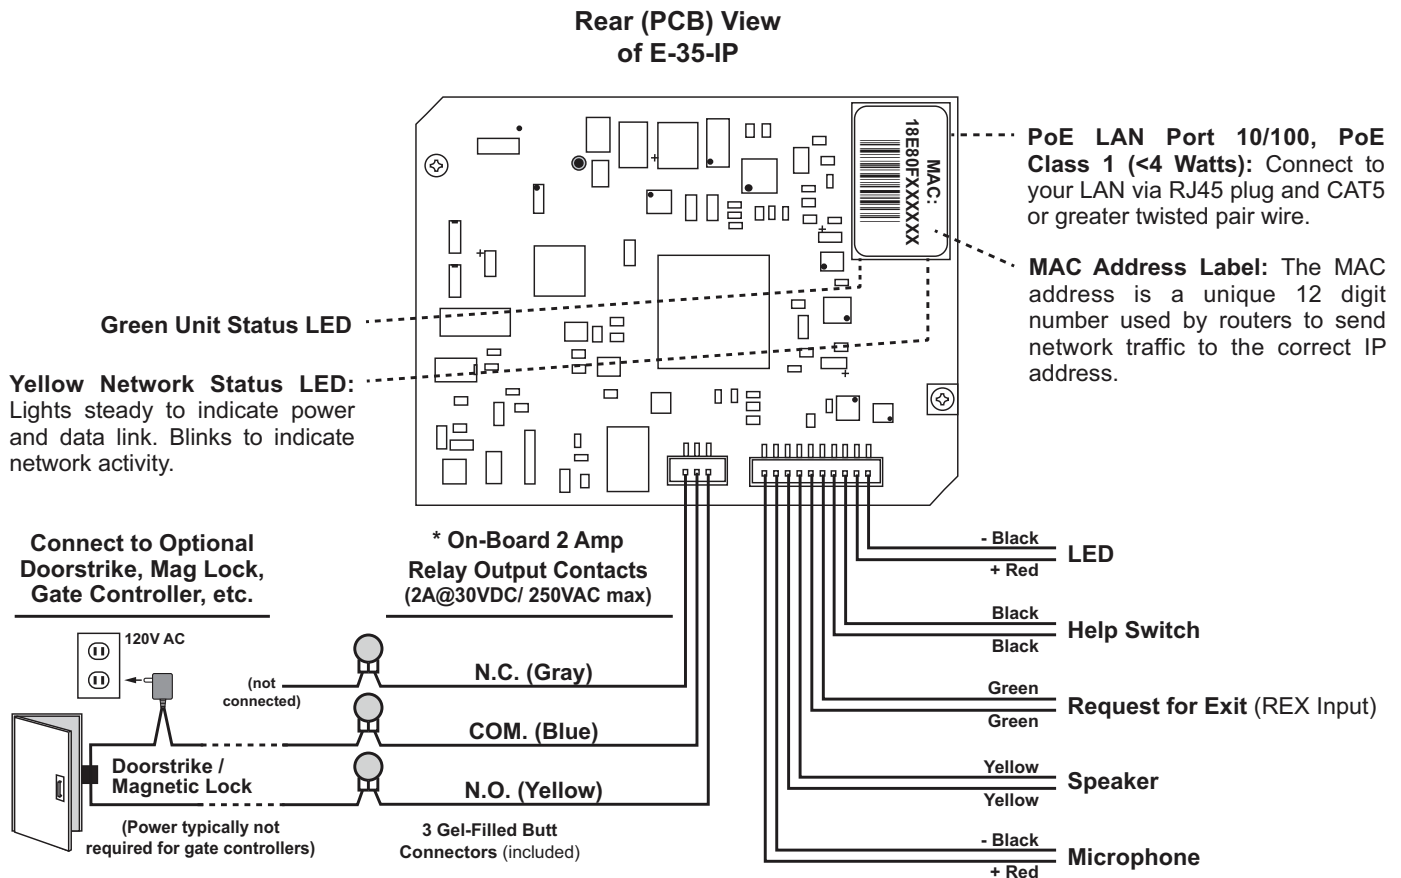 Rear (PCB) View
of E-35-IP
MAC:
18E80FXXXXXX
PoE LAN Port 10/100, PoE
Class 1 (<4 Watts): Connect to
your LAN via RJ45 plug and CAT5
or greater twisted pair wire.
MAC Address Label: The MAC
address is a unique 12 digit
number used by routers to send
network traffic to the correct IP
address.
Green Unit Status LED
Yellow Network Status LED:
Lights steady to indicate power
and data link. Blinks to indicate
network activity.
Connect to Optional
Doorstrike, Mag Lock,
Gate Controller, etc.
* On-Board 2 Amp
Relay Output Contacts
(2A@30VDC/ 250VAC max)
120V AC
(not
connected)
N.C. (Gray)
COM. (Blue)
N.O. (Yellow)
Doorstrike /
Magnetic Lock
(Power typically not
required for gate controllers)
3 Gel-Filled Butt
Connectors (included)
- Black
+ Red
LED
Black
Black
Help Switch
Green
Green
Request for Exit (REX Input)
Yellow
Yellow
Speaker
- Black
+ Red
Microphone